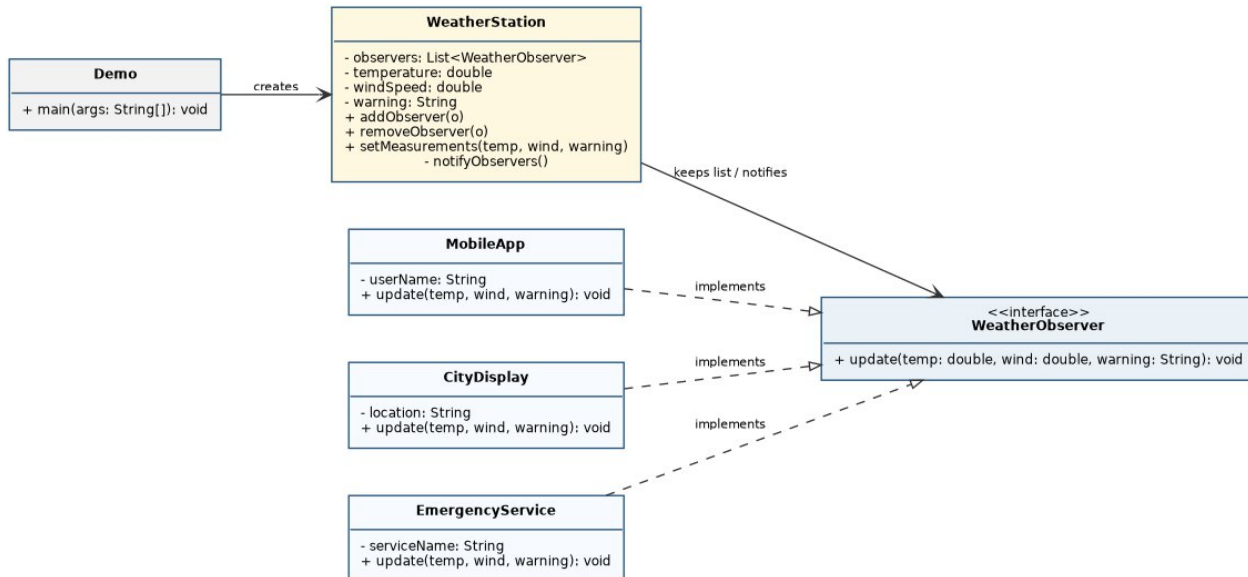 WeatherStation
- observers: List<WeatherObserver>
- temperature: double
- windSpeed: double
- warning: String
+ addObserver(o)
+ removeObserver(o)
+ setMeasurements(temp, wind, warning)
- notifyObservers()
Demo
+ main(args: String[]): void
creates
keeps list / notifies
MobileApp
- userName: String
+ update(temp, wind, warning): void
implements
<<interface>>
WeatherObserver
+ update(temp: double, wind: double, warning: String): void
CityDisplay
- location: String
+ update(temp, wind, warning): void
implements
EmergencyService
- serviceName: String
+ update(temp, wind, warning): void
implements